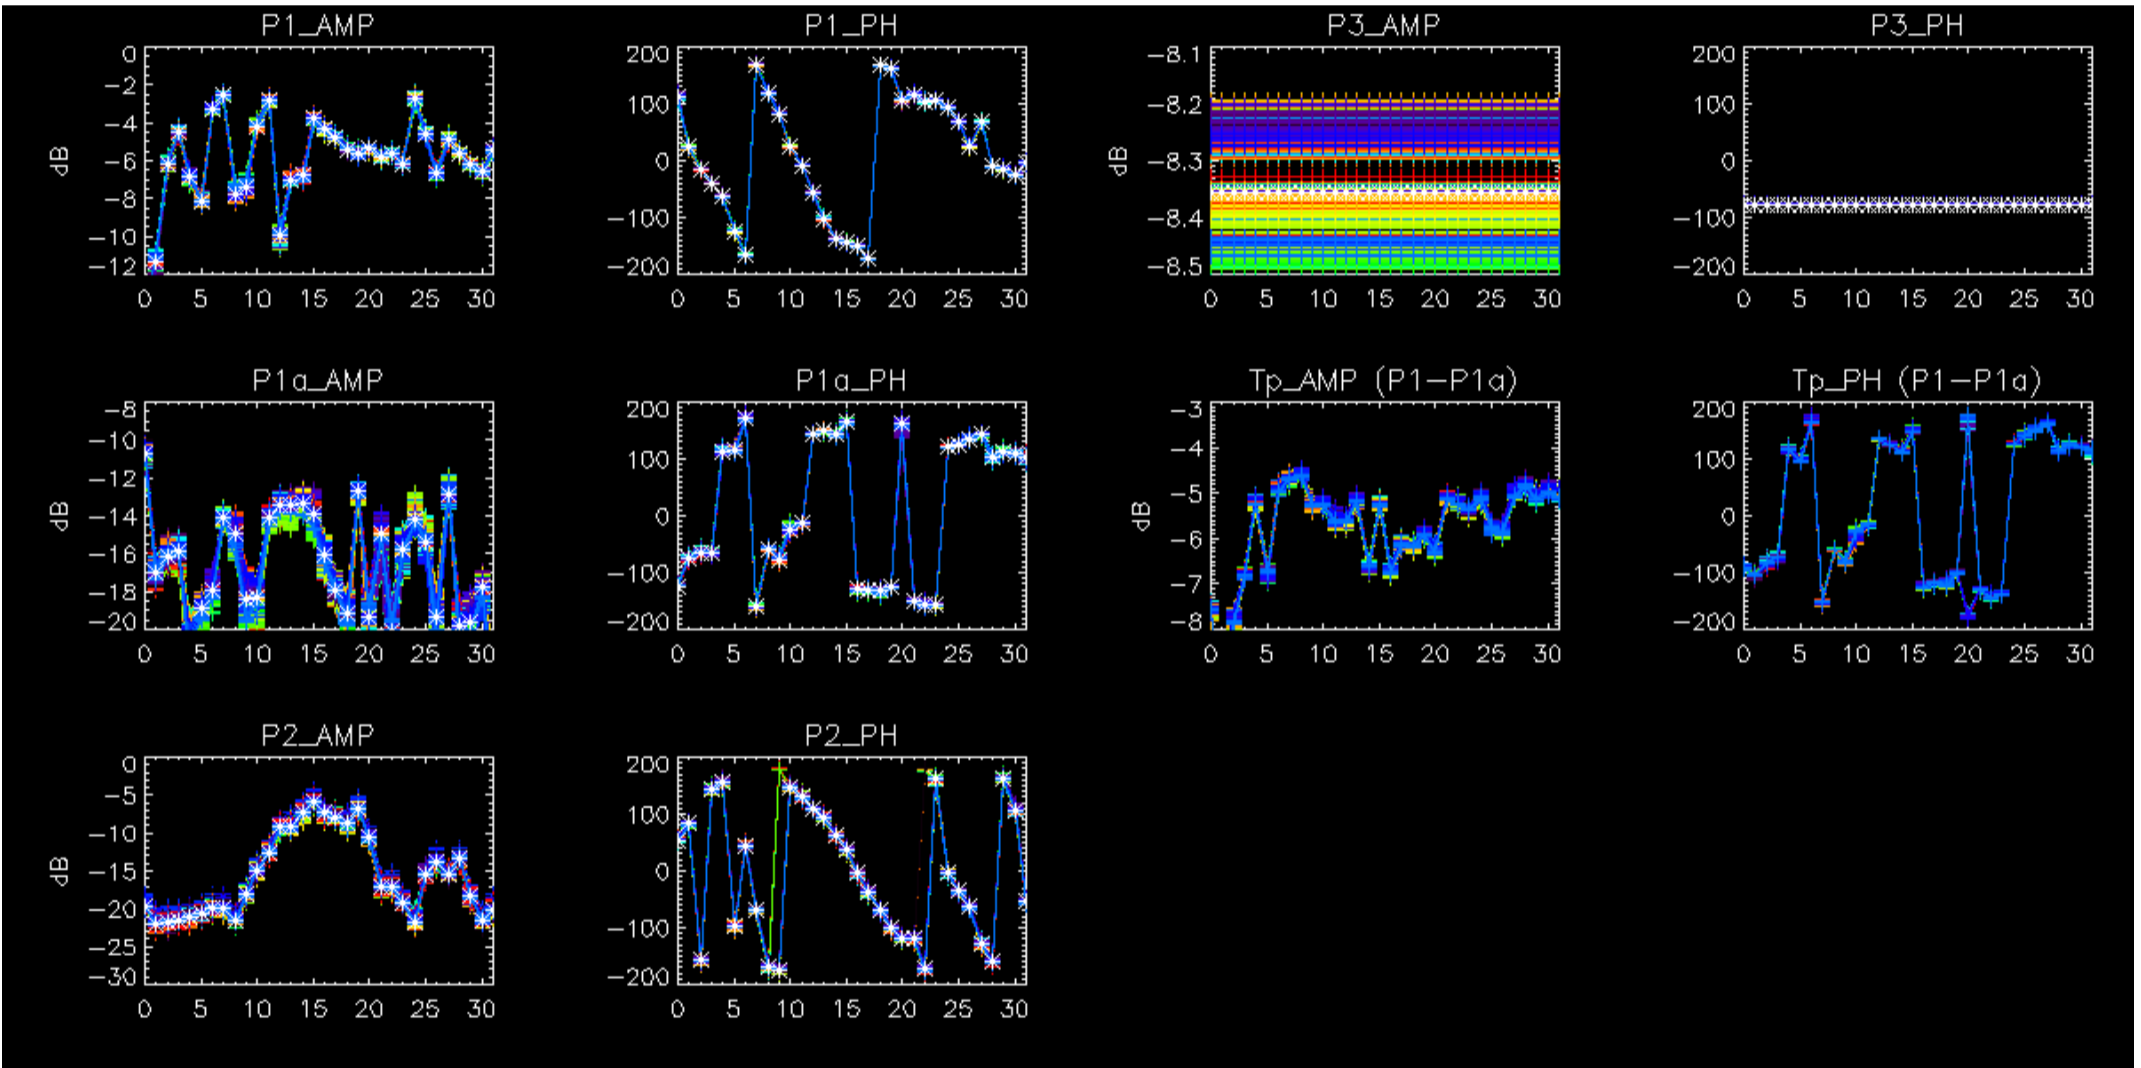 P1_AMP
0
−2
−4
−6
−8
−10
−12
dB
0 5 10 15 20 25 30
P1_PH
200
100
0
−100
−200
0 5 10 15 20 25 30
P3_AMP
−8.1
−8.2
−8.3
−8.4
−8.5
dB
0 5 10 15 20 25 30
P3_PH
200
100
0
−100
−200
0 5 10 15 20 25 30
P1a_AMP
−8
−10
−12
−14
−16
−18
−20
dB
0 5 10 15 20 25 30
P1a_PH
200
100
0
−100
−200
0 5 10 15 20 25 30
Tp_AMP (P1−P1a)
−3
−4
−5
−6
−7
−8
dB
0 5 10 15 20 25 30
Tp_PH (P1−P1a)
200
100
0
−100
−200
0 5 10 15 20 25 30
P2_AMP
0
−5
−10
−15
−20
−25
−30
dB
0 5 10 15 20 25 30
P2_PH
200
100
0
−100
−200
0 5 10 15 20 25 30